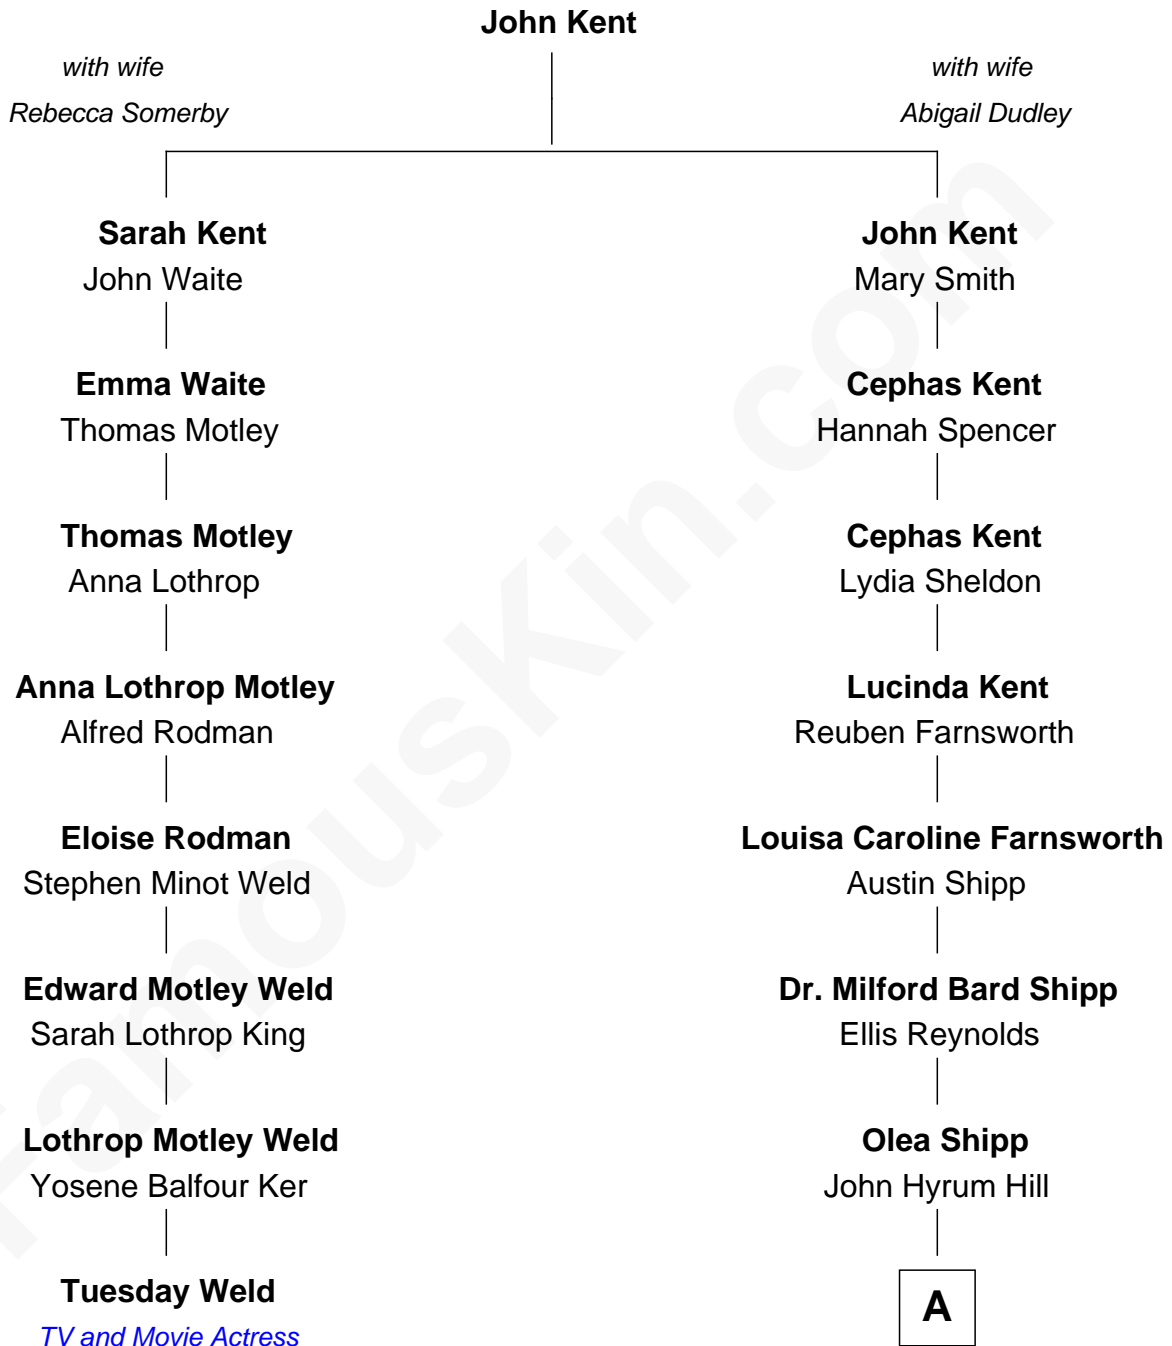 John Kent
with wife
Rebecca Somerby
with wife
Abigail Dudley
Sarah Kent
John Waite
John Kent
Mary Smith
Emma Waite
Thomas Motley
Cephas Kent
Hannah Spencer
Thomas Motley
Anna Lothrop
Cephas Kent
Lydia Sheldon
Anna Lothrop Motley
Alfred Rodman
Lucinda Kent
Reuben Farnsworth
Eloise Rodman
Stephen Minot Weld
Louisa Caroline Farnsworth
Austin Shipp
Edward Motley Weld
Sarah Lothrop King
Dr. Milford Bard Shipp
Ellis Reynolds
Lothrop Motley Weld
Yosene Balfour Ker
Olea Shipp
John Hyrum Hill
Tuesday Weld
TV and Movie Actress
A
FamousKin.com